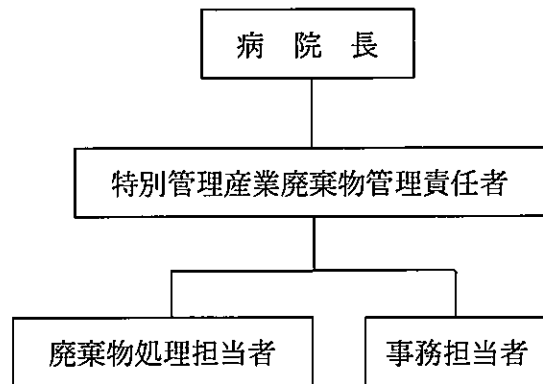 病 院 長
特別管理産業廃棄物管理責任者
廃棄物処理担当者
事務担当者